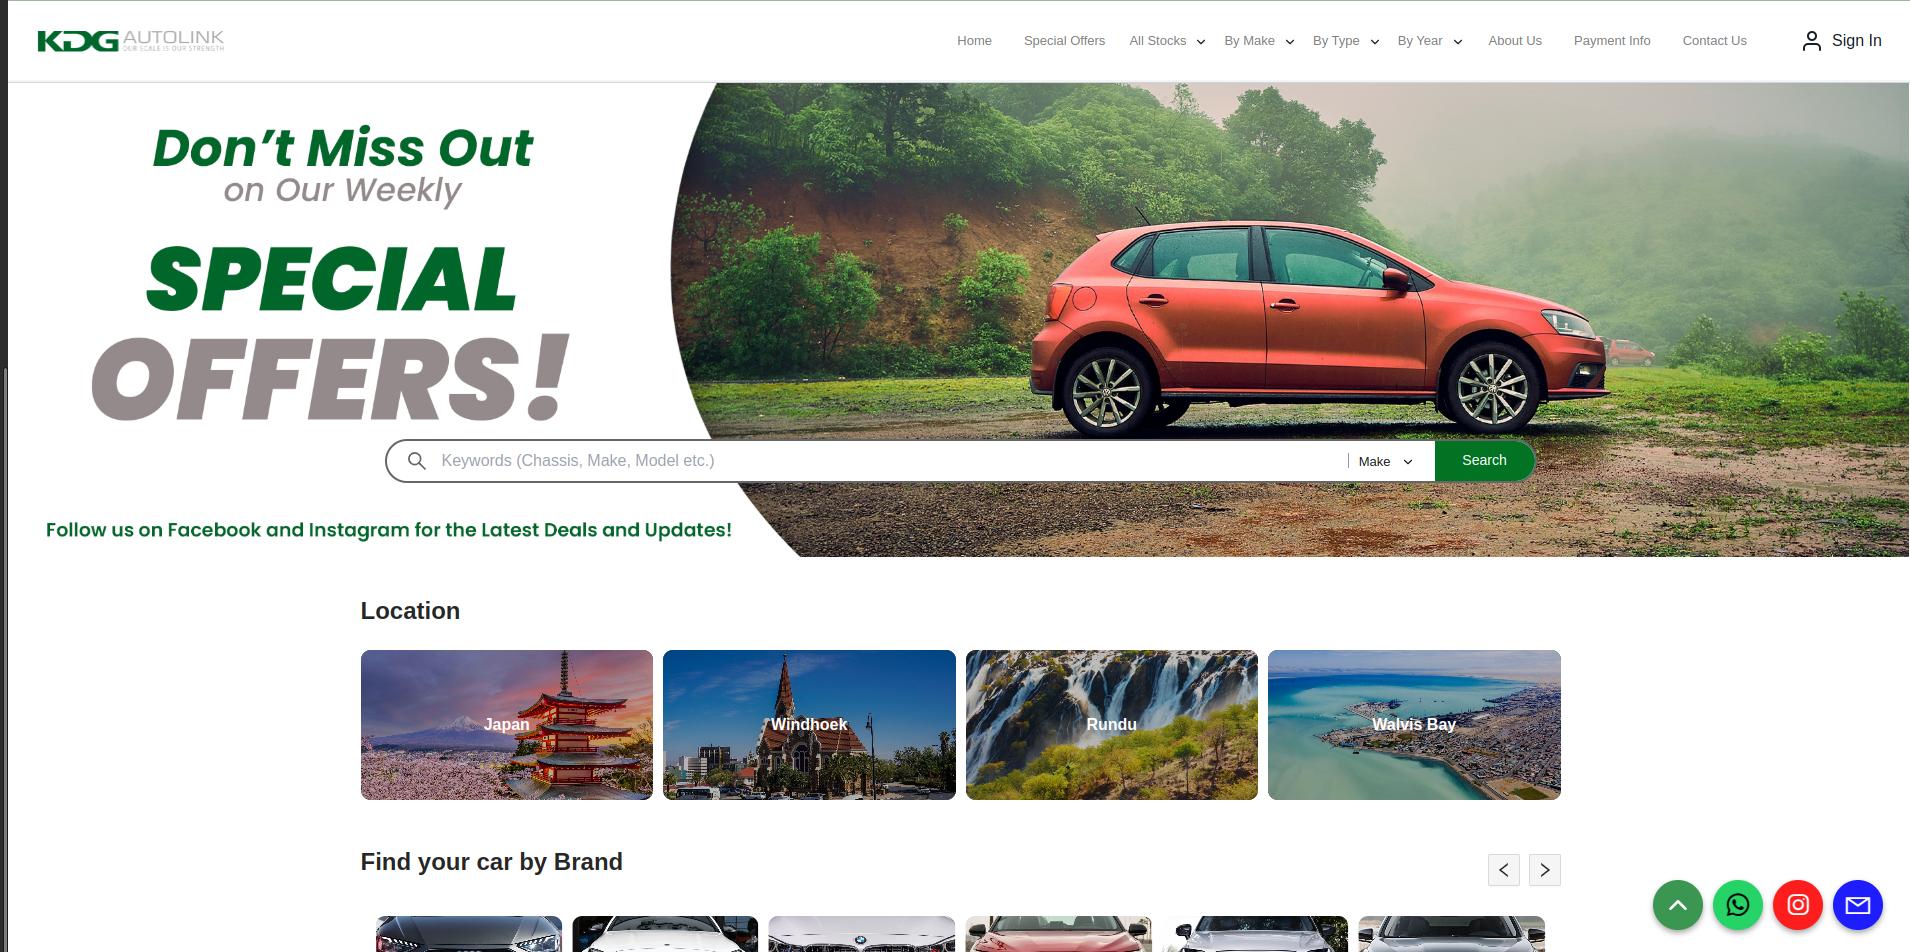 KDG AUTOLINK
OUR SCALE IS OUR STRENGTH
Home Special Offers All Stocks By Make By Type By Year About Us Payment Info Contact Us Sign In
Don’t Miss Out
on Our Weekly
SPECIAL
OFFERS!
Keywords (Chassis, Make, Model etc.) Make Search
Follow us on Facebook and Instagram for the Latest Deals and Updates!
Location
Japan Windhoek Rundu Walvis Bay
Find your car by Brand